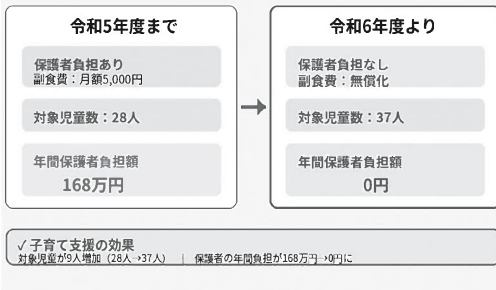 令和5年度まで
保護者負担あり
副食費：月額5,000円
対象児童数：28人
年間保護者負担額
168万円
令和6年度より
保護者負担なし
副食費：無償化
対象児童数：37人
年間保護者負担額
0円
✓子育て支援の効果
対象児童が9人増加（28人→37人） | 保護者の年間負担が168万円→0円に